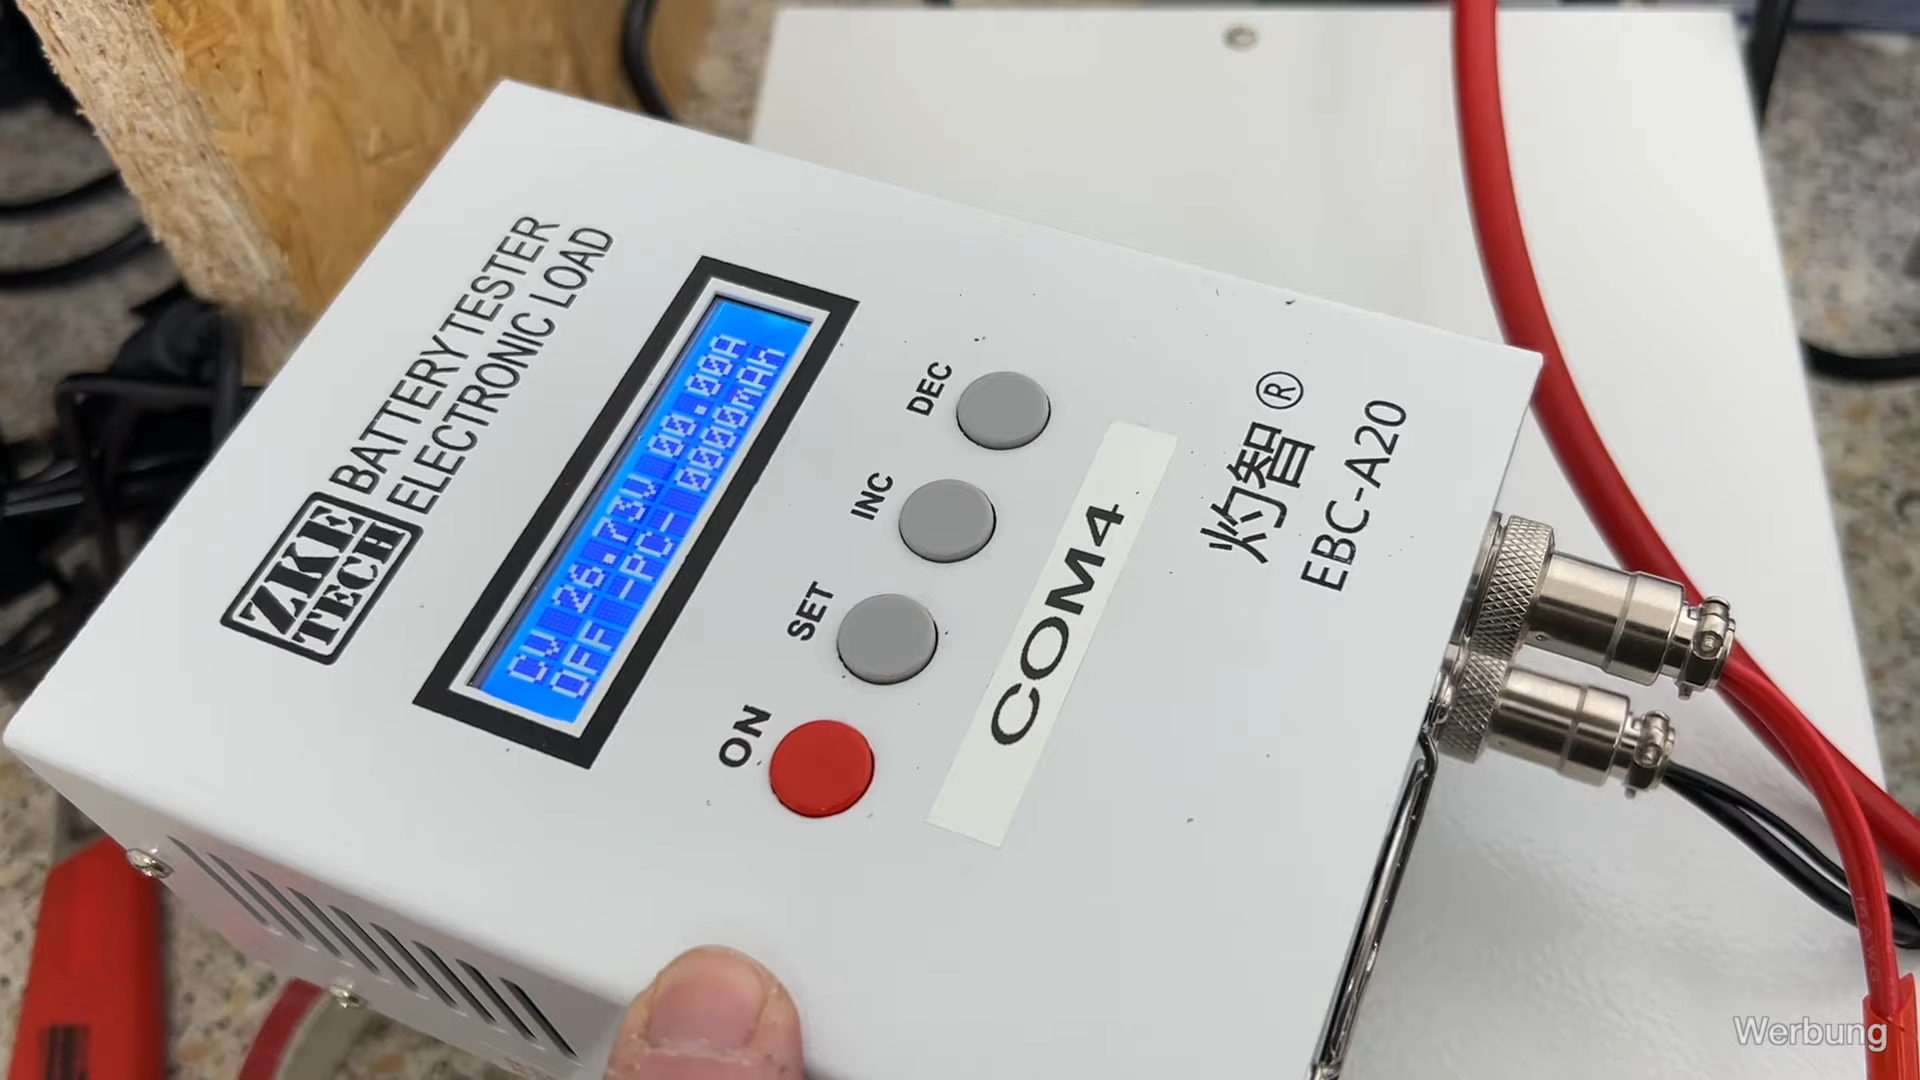 ZKE
TECH
BATTERY TESTER
ELECTRONIC LOAD
CV 26.73V 00.00A
OFF -PC- 0000mAh
DEC
INC
SET
ON
COM4
灼智®
EBC-A20
Werbung